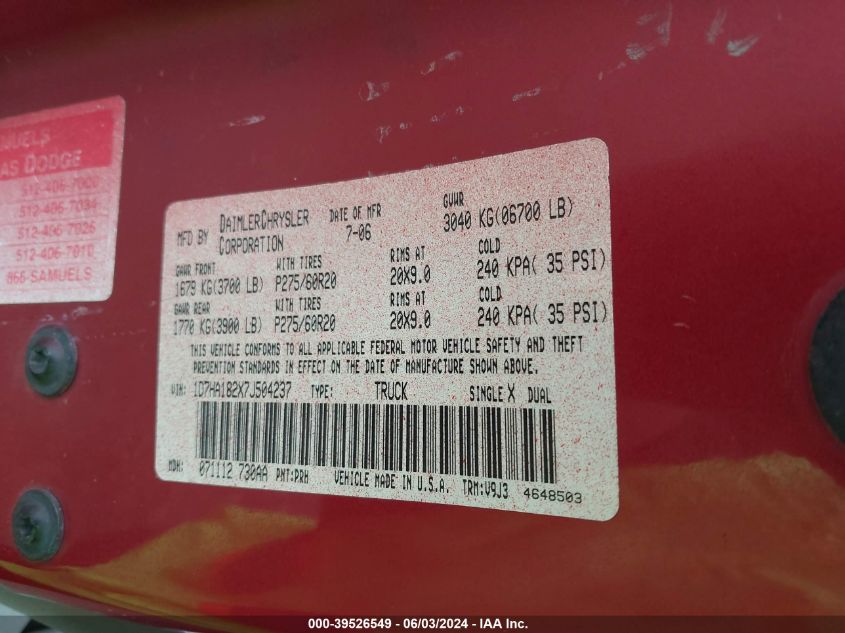 AS DODGE
512-406-7000
512-406-7034
512-406-7026
512-406-7010
866-SAMUELS
MFD BY DAIMLERCHRYSLER CORPORATION DATE OF MFR 7-06 GVWR 3040 KG(06700 LB)
GAWR FRONT WITH TIRES RIMS AT COLD
1679 KG(3700 LB) P275/60R20 20X9.0 240 KPA( 35 PSI)
GAWR REAR WITH TIRES RIMS AT COLD
1770 KG(3900 LB) P275/60R20 20X9.0 240 KPA( 35 PSI)
THIS VEHICLE CONFORMS TO ALL APPLICABLE FEDERAL MOTOR VEHICLE SAFETY AND THEFT
PREVENTION STANDARDS IN EFFECT ON THE DATE OF MANUFACTURE SHOWN ABOVE.
VIN: 1D7HA182X7J504237 TYPE: TRUCK SINGLE X DUAL
MDH: 071112 730AA PNT:PRH VEHICLE MADE IN U.S.A. TRM:V9J3 4648503
000-39526549 - 06/03/2024 - IAA Inc.